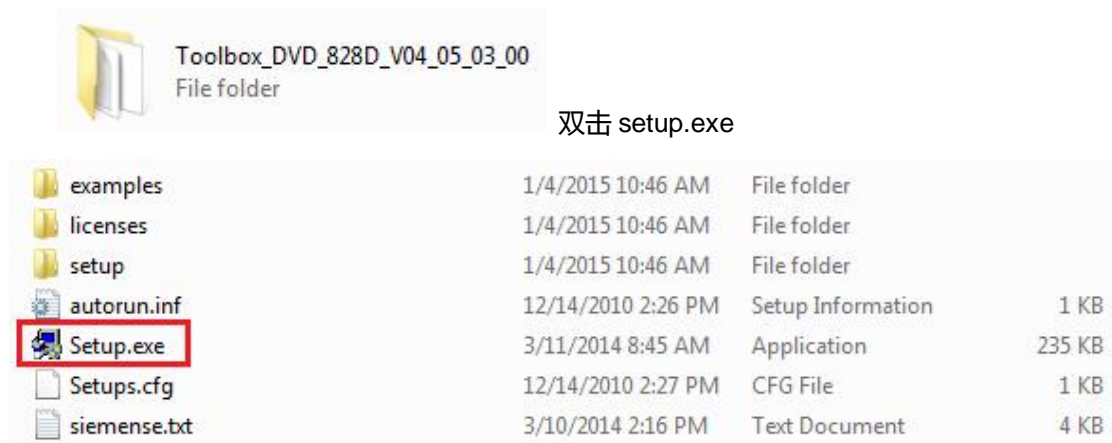 Toolbox_DVD_828D_V04_05_03_00
File folder
双击 setup.exe
examples 1/4/2015 10:46 AM File folder
licenses 1/4/2015 10:46 AM File folder
setup 1/4/2015 10:46 AM File folder
autorun.inf 12/14/2010 2:26 PM Setup Information 1 KB
Setup.exe 3/11/2014 8:45 AM Application 235 KB
Setups.cfg 12/14/2010 2:27 PM CFG File 1 KB
siemense.txt 3/10/2014 2:16 PM Text Document 4 KB